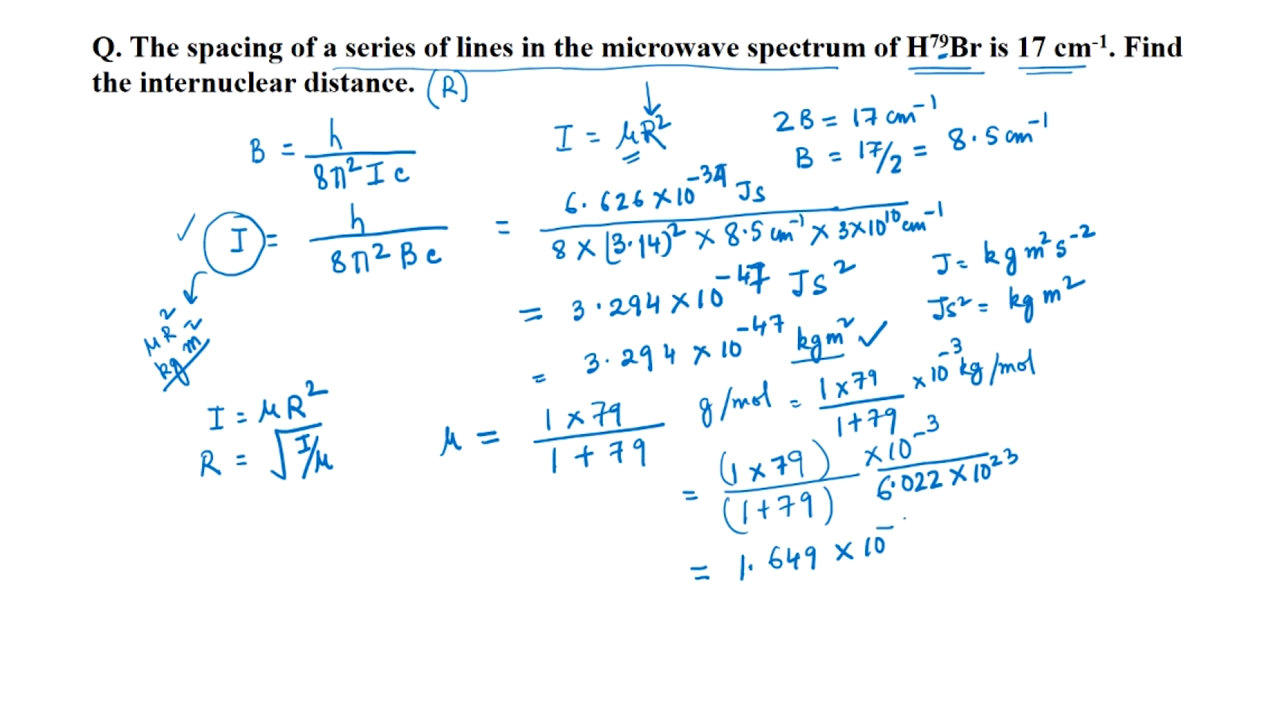 Q. The spacing of a series of lines in the microwave spectrum of H⁷⁹Br is 17 cm⁻¹. Find
the internuclear distance. (R)
B = h / 8π² I c
I = μR²
2B = 17 cm⁻¹
B = 17/2 = 8.5 cm⁻¹
✓ I = h / 8π² B c = 6.626 × 10⁻³⁴ Js / 8 × (3.14)² × 8.5 cm⁻¹ × 3×10¹⁰ cm⁻¹
= 3.294 × 10⁻⁴⁷ Js²
J = kg m² s⁻²
Js² = kg m²
= 3.294 × 10⁻⁴⁷ kgm² ✓
μR²
kg m²
I = μR²
R = √I/μ
μ = 1 × 79 / 1 + 79 g/mol = 1 × 79 / 1 + 79 × 10⁻³ kg/mol
= (1 × 79) / (1 + 79) × 10⁻³ / 6.022 × 10²³
= 1.649 × 10⁻